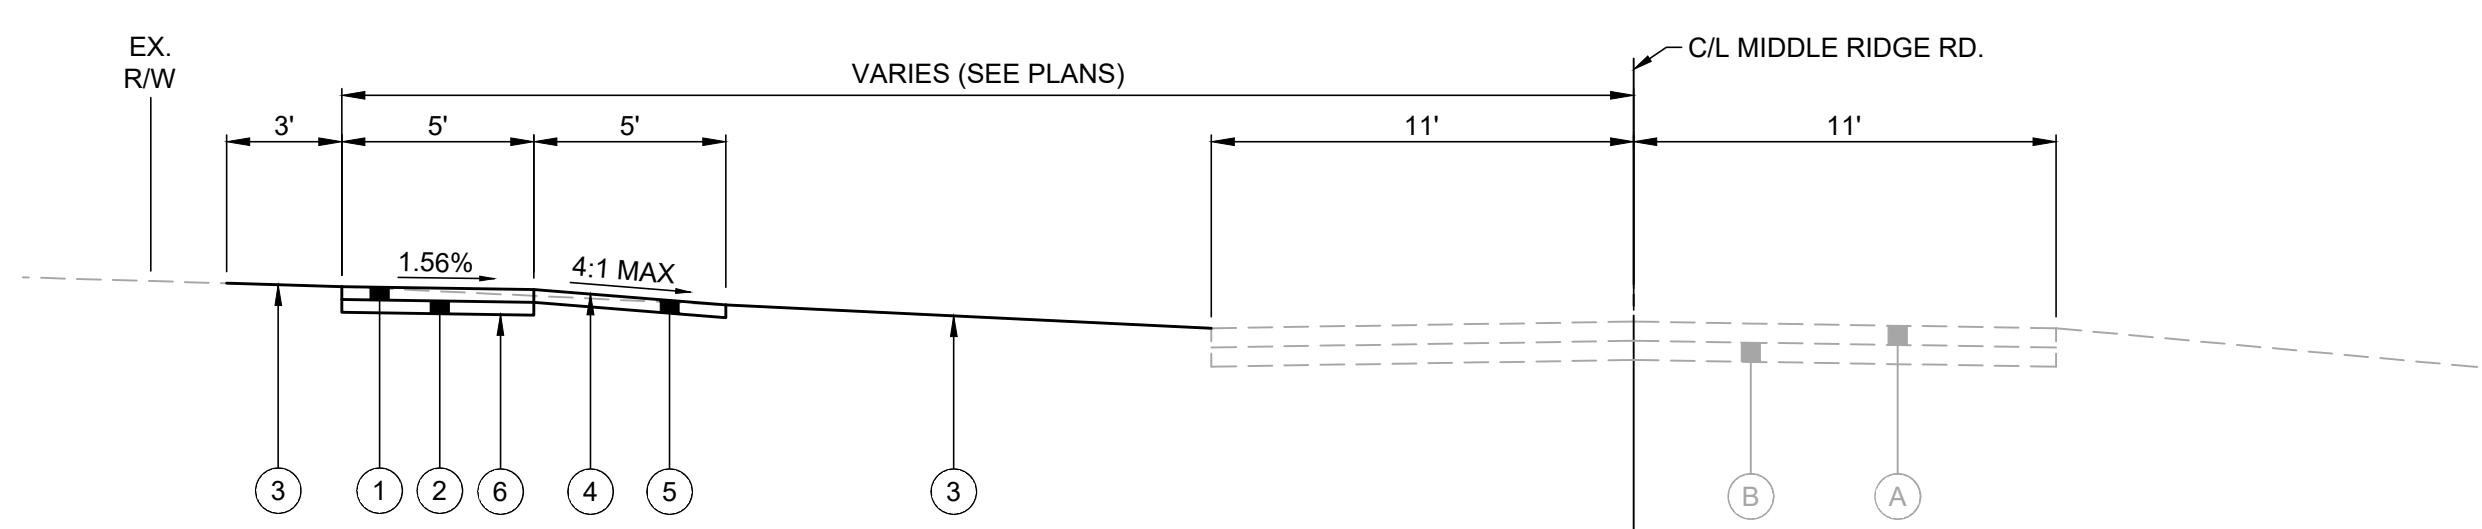 EX.
R/W
C/L MIDDLE RIDGE RD.
VARIES (SEE PLANS)
3'
5'
5'
11'
11'
1.56%
4:1 MAX
3
1
2
6
4
5
3
B
A